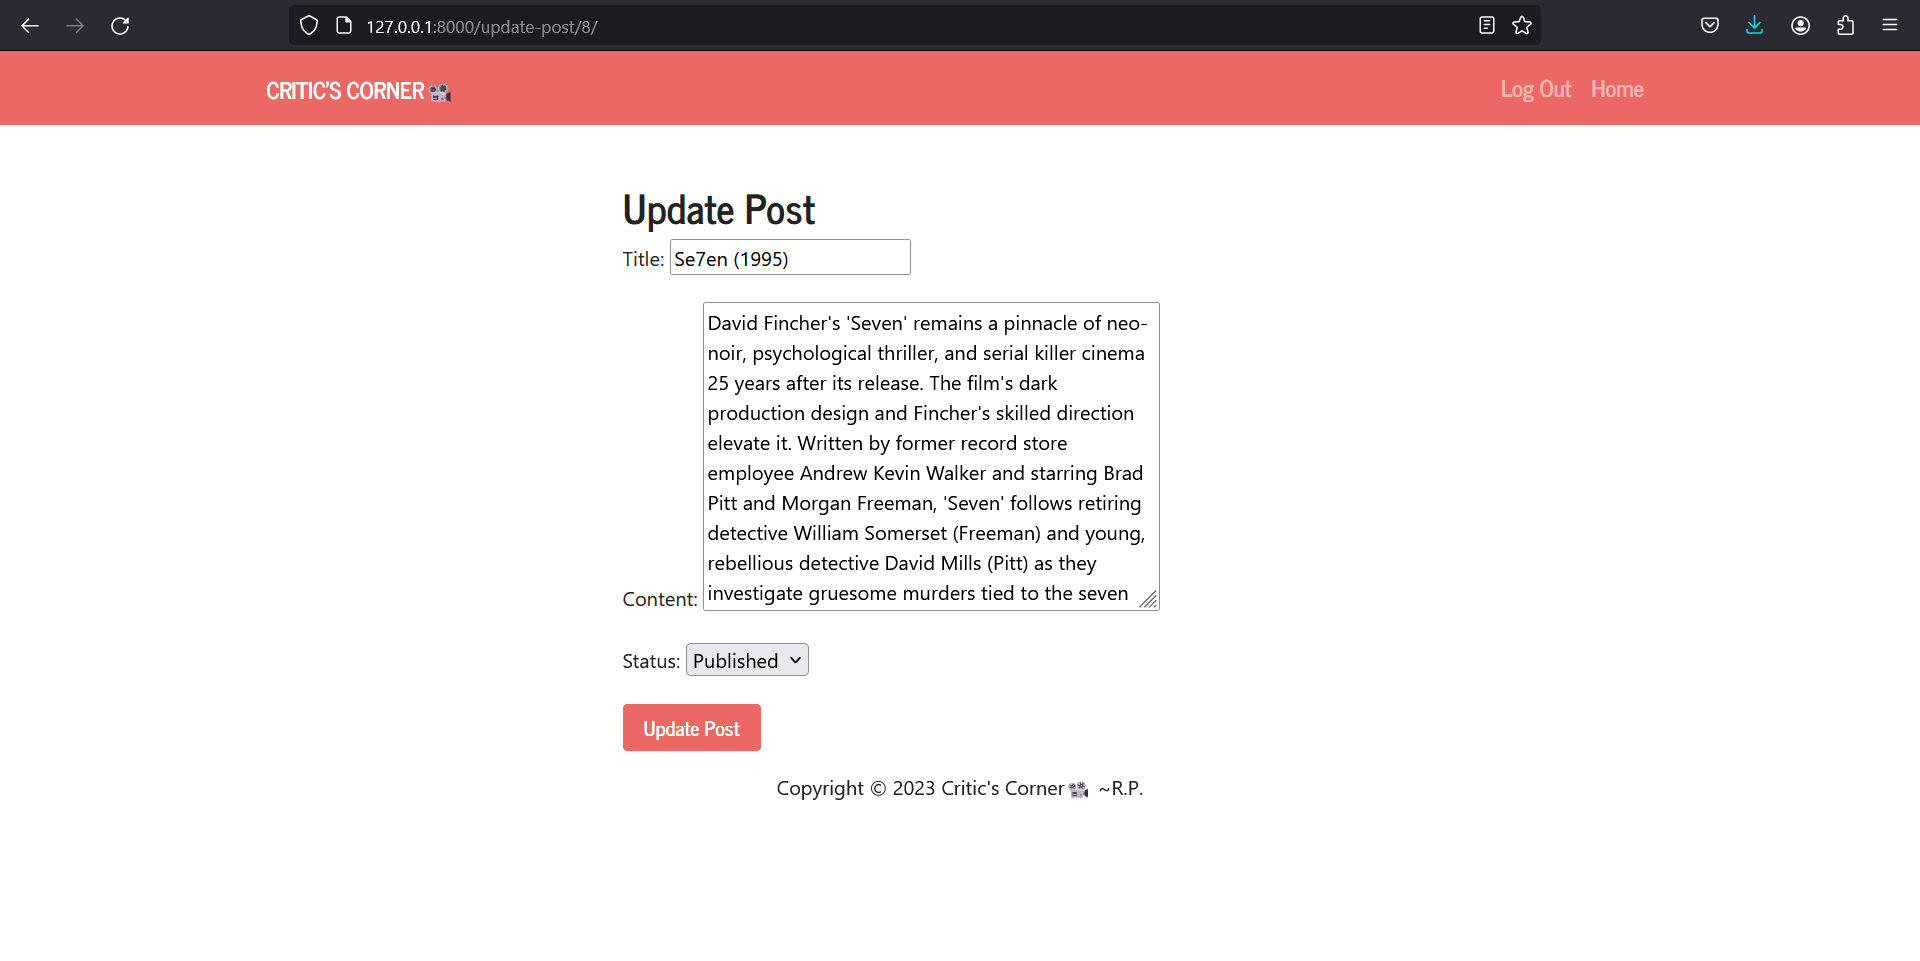 127.0.0.1:8000/update-post/8/
CRITIC'S CORNER
Log Out Home
Update Post
Title: Se7en (1995)
David Fincher's 'Seven' remains a pinnacle of neo-
noir, psychological thriller, and serial killer cinema
25 years after its release. The film's dark
production design and Fincher's skilled direction
elevate it. Written by former record store
employee Andrew Kevin Walker and starring Brad
Pitt and Morgan Freeman, 'Seven' follows retiring
detective William Somerset (Freeman) and young,
rebellious detective David Mills (Pitt) as they
investigate gruesome murders tied to the seven
Content:
Status: Published
Update Post
Copyright © 2023 Critic's Corner🎥 ~R.P.